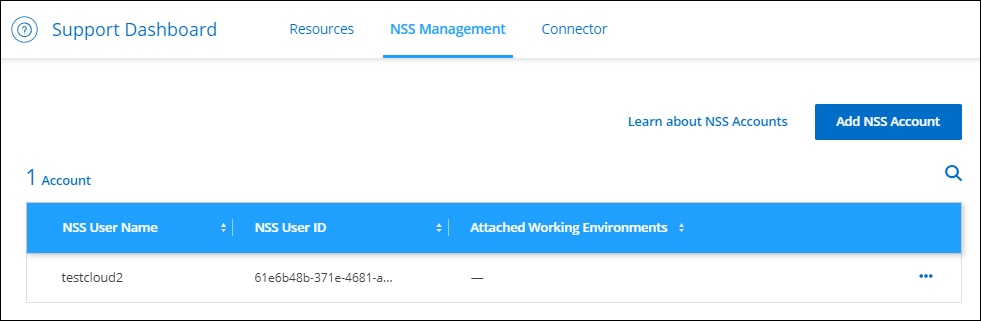 Support Dashboard Resources NSS Management Connector
Learn about NSS Accounts Add NSS Account
1 Account
NSS User Name NSS User ID Attached Working Environments
testcloud2 61e6b48b-371e-4681-a... —